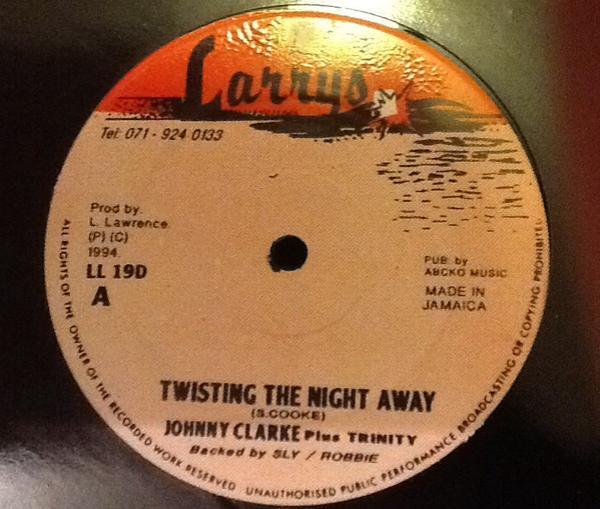 Larrys
Tel: 071 - 924 0133
Prod by.
L. Lawrence.
(P) (C)
1994.
LL 19D
A
PUB: by
ABCKO MUSIC
MADE IN
JAMAICA
TWISTING THE NIGHT AWAY
(S.COOKE)
JOHNNY CLARKE Plus TRINITY
Backed by SLY / ROBBIE
ALL RIGHTS OF THE OWNER OF THE RECORDED WORK RESERVED UNAUTHORISED PUBLIC PERFORMANCE BROADCASTING OR COPYING PROHIBITE